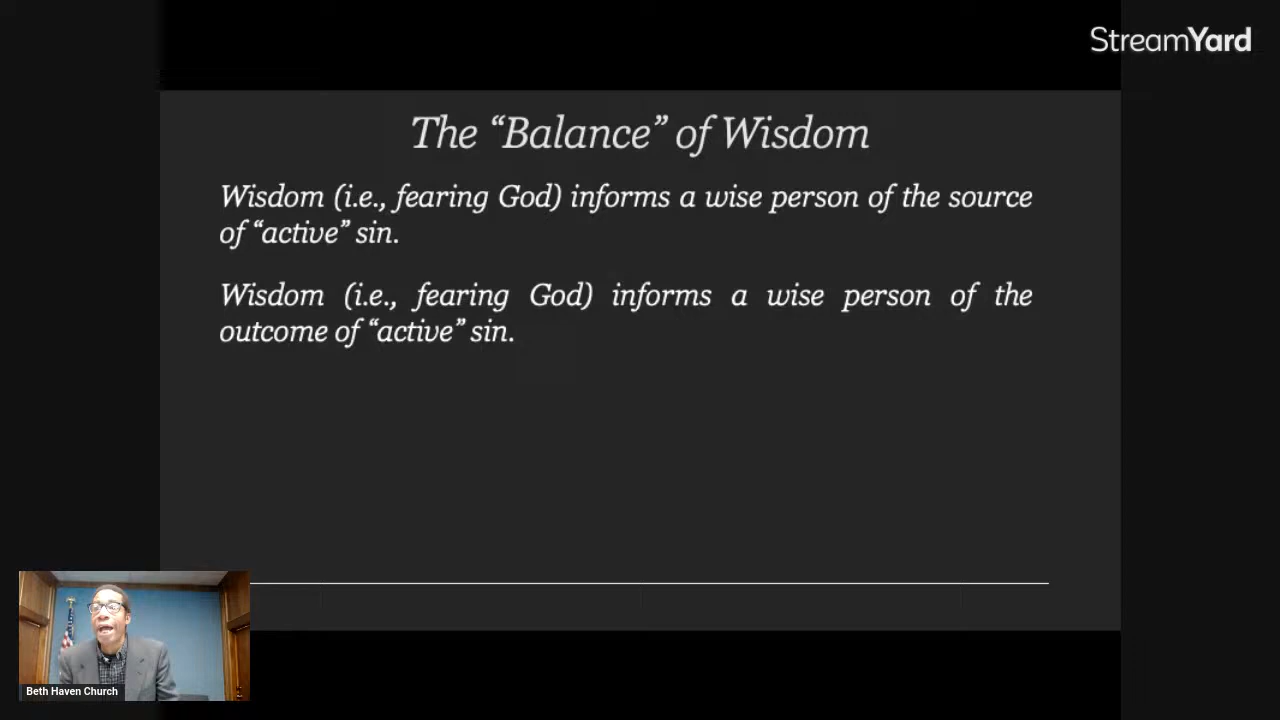 StreamYard
The “Balance” of Wisdom
Wisdom (i.e., fearing God) informs a wise person of the source
of “active” sin.
Wisdom (i.e., fearing God) informs a wise person of the
outcome of “active” sin.
Beth Haven Church